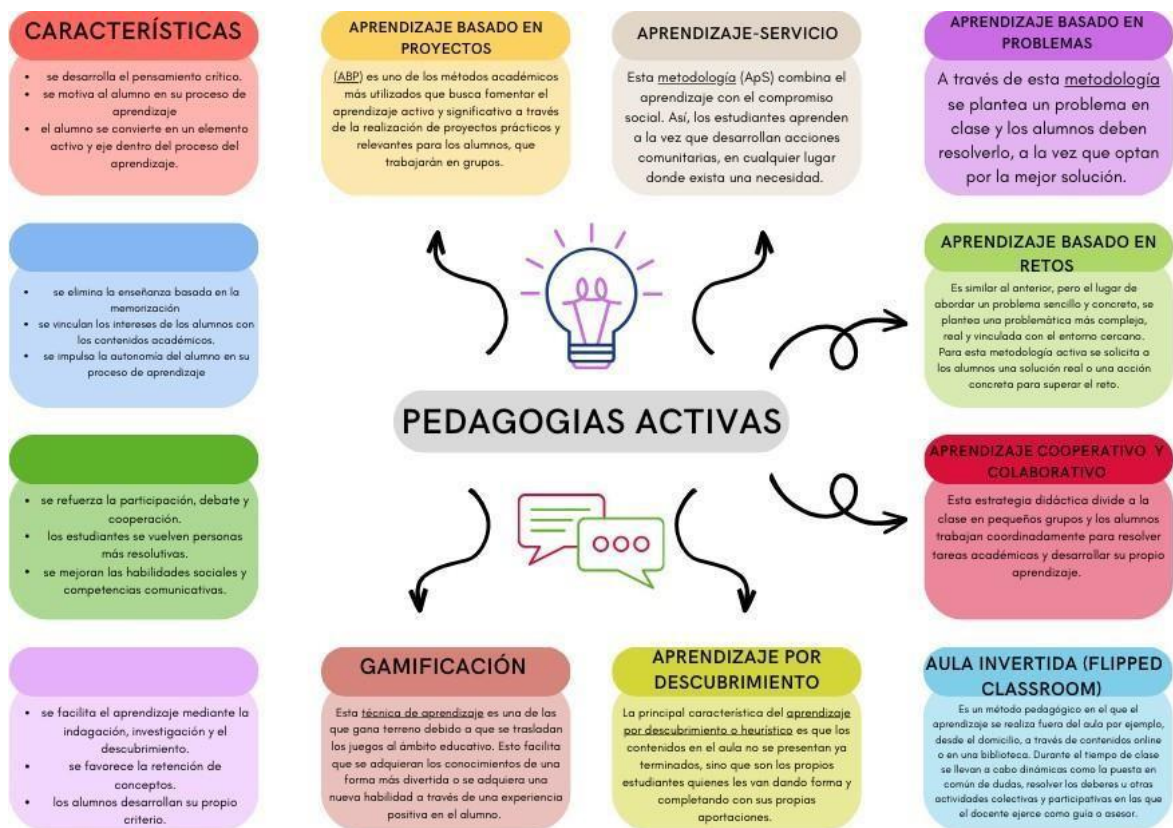 CARACTERÍSTICAS
se desarrolla el pensamiento crítico.
se motiva al alumno en su proceso de
aprendizaje
el alumno se convierte en un elemento
activo y eje dentro del proceso del
aprendizaje.
APRENDIZAJE BASADO EN
PROYECTOS
(ABP) es uno de los métodos académicos
más utilizados que busca fomentar el
aprendizaje activo y significativo a través
de la realización de proyectos prácticos y
relevantes para los alumnos, que
trabajarán en grupos.
APRENDIZAJE-SERVICIO
Esta metodología (ApS) combina el
aprendizaje con el compromiso
social. Así, los estudiantes aprenden
a la vez que desarrollan acciones
comunitarias, en cualquier lugar
donde exista una necesidad.
APRENDIZAJE BASADO EN
PROBLEMAS
A través de esta metodología
se plantea un problema en
clase y los alumnos deben
resolverlo, a la vez que optan
por la mejor solución.
se elimina la enseñanza basada en la
memorización
se vinculan los intereses de los alumnos con
los contenidos académicos.
se impulsa la autonomía del alumno en su
proceso de aprendizaje
APRENDIZAJE BASADO EN
RETOS
Es similar al anterior, pero el lugar de
abordar un problema sencillo y concreto, se
plantea una problemática más compleja,
real y vinculada con el entorno cercano.
Para esta metodología activa se solicita a
los alumnos una solución real o una acción
concreta para superar el reto.
PEDAGOGIAS ACTIVAS
se refuerza la participación, debate y
cooperación.
los estudiantes se vuelven personas
más resolutivas.
se mejoran las habilidades sociales y
competencias comunicativas.
APRENDIZAJE COOPERATIVO Y
COLABORATIVO
Esta estrategia didáctica divide a la
clase en pequeños grupos y los alumnos
trabajan coordinadamente para resolver
tareas académicas y desarrollar su propio
aprendizaje.
se facilita el aprendizaje mediante la
indagación, investigación y el
descubrimiento.
se favorece la retención de
conceptos.
los alumnos desarrollan su propio
criterio.
GAMIFICACIÓN
Esta técnica de aprendizaje es una de las
que gana terreno debido a que se trasladan
los juegos al ámbito educativo. Esto facilita
que se adquieran los conocimientos de una
forma más divertida o se adquiera una
nueva habilidad a través de una experiencia
positiva en el alumno.
APRENDIZAJE POR
DESCUBRIMIENTO
La principal característica del aprendizaje
por descubrimiento o heurístico es que los
contenidos en el aula no se presentan ya
terminados, sino que son los propios
estudiantes quienes les van dando forma y
completando con sus propias
aportaciones.
AULA INVERTIDA (FLIPPED
CLASSROOM)
Es un método pedagógico en el que el
aprendizaje se realiza fuera del aula por ejemplo,
desde el domicilio, a través de contenidos online
o en una biblioteca. Durante el tiempo de clase
se llevan a cabo dinámicas como la puesta en
común de dudas, resolver los deberes u otras
actividades colectivas y participativas en las que
el docente ejerce como guía o asesor.